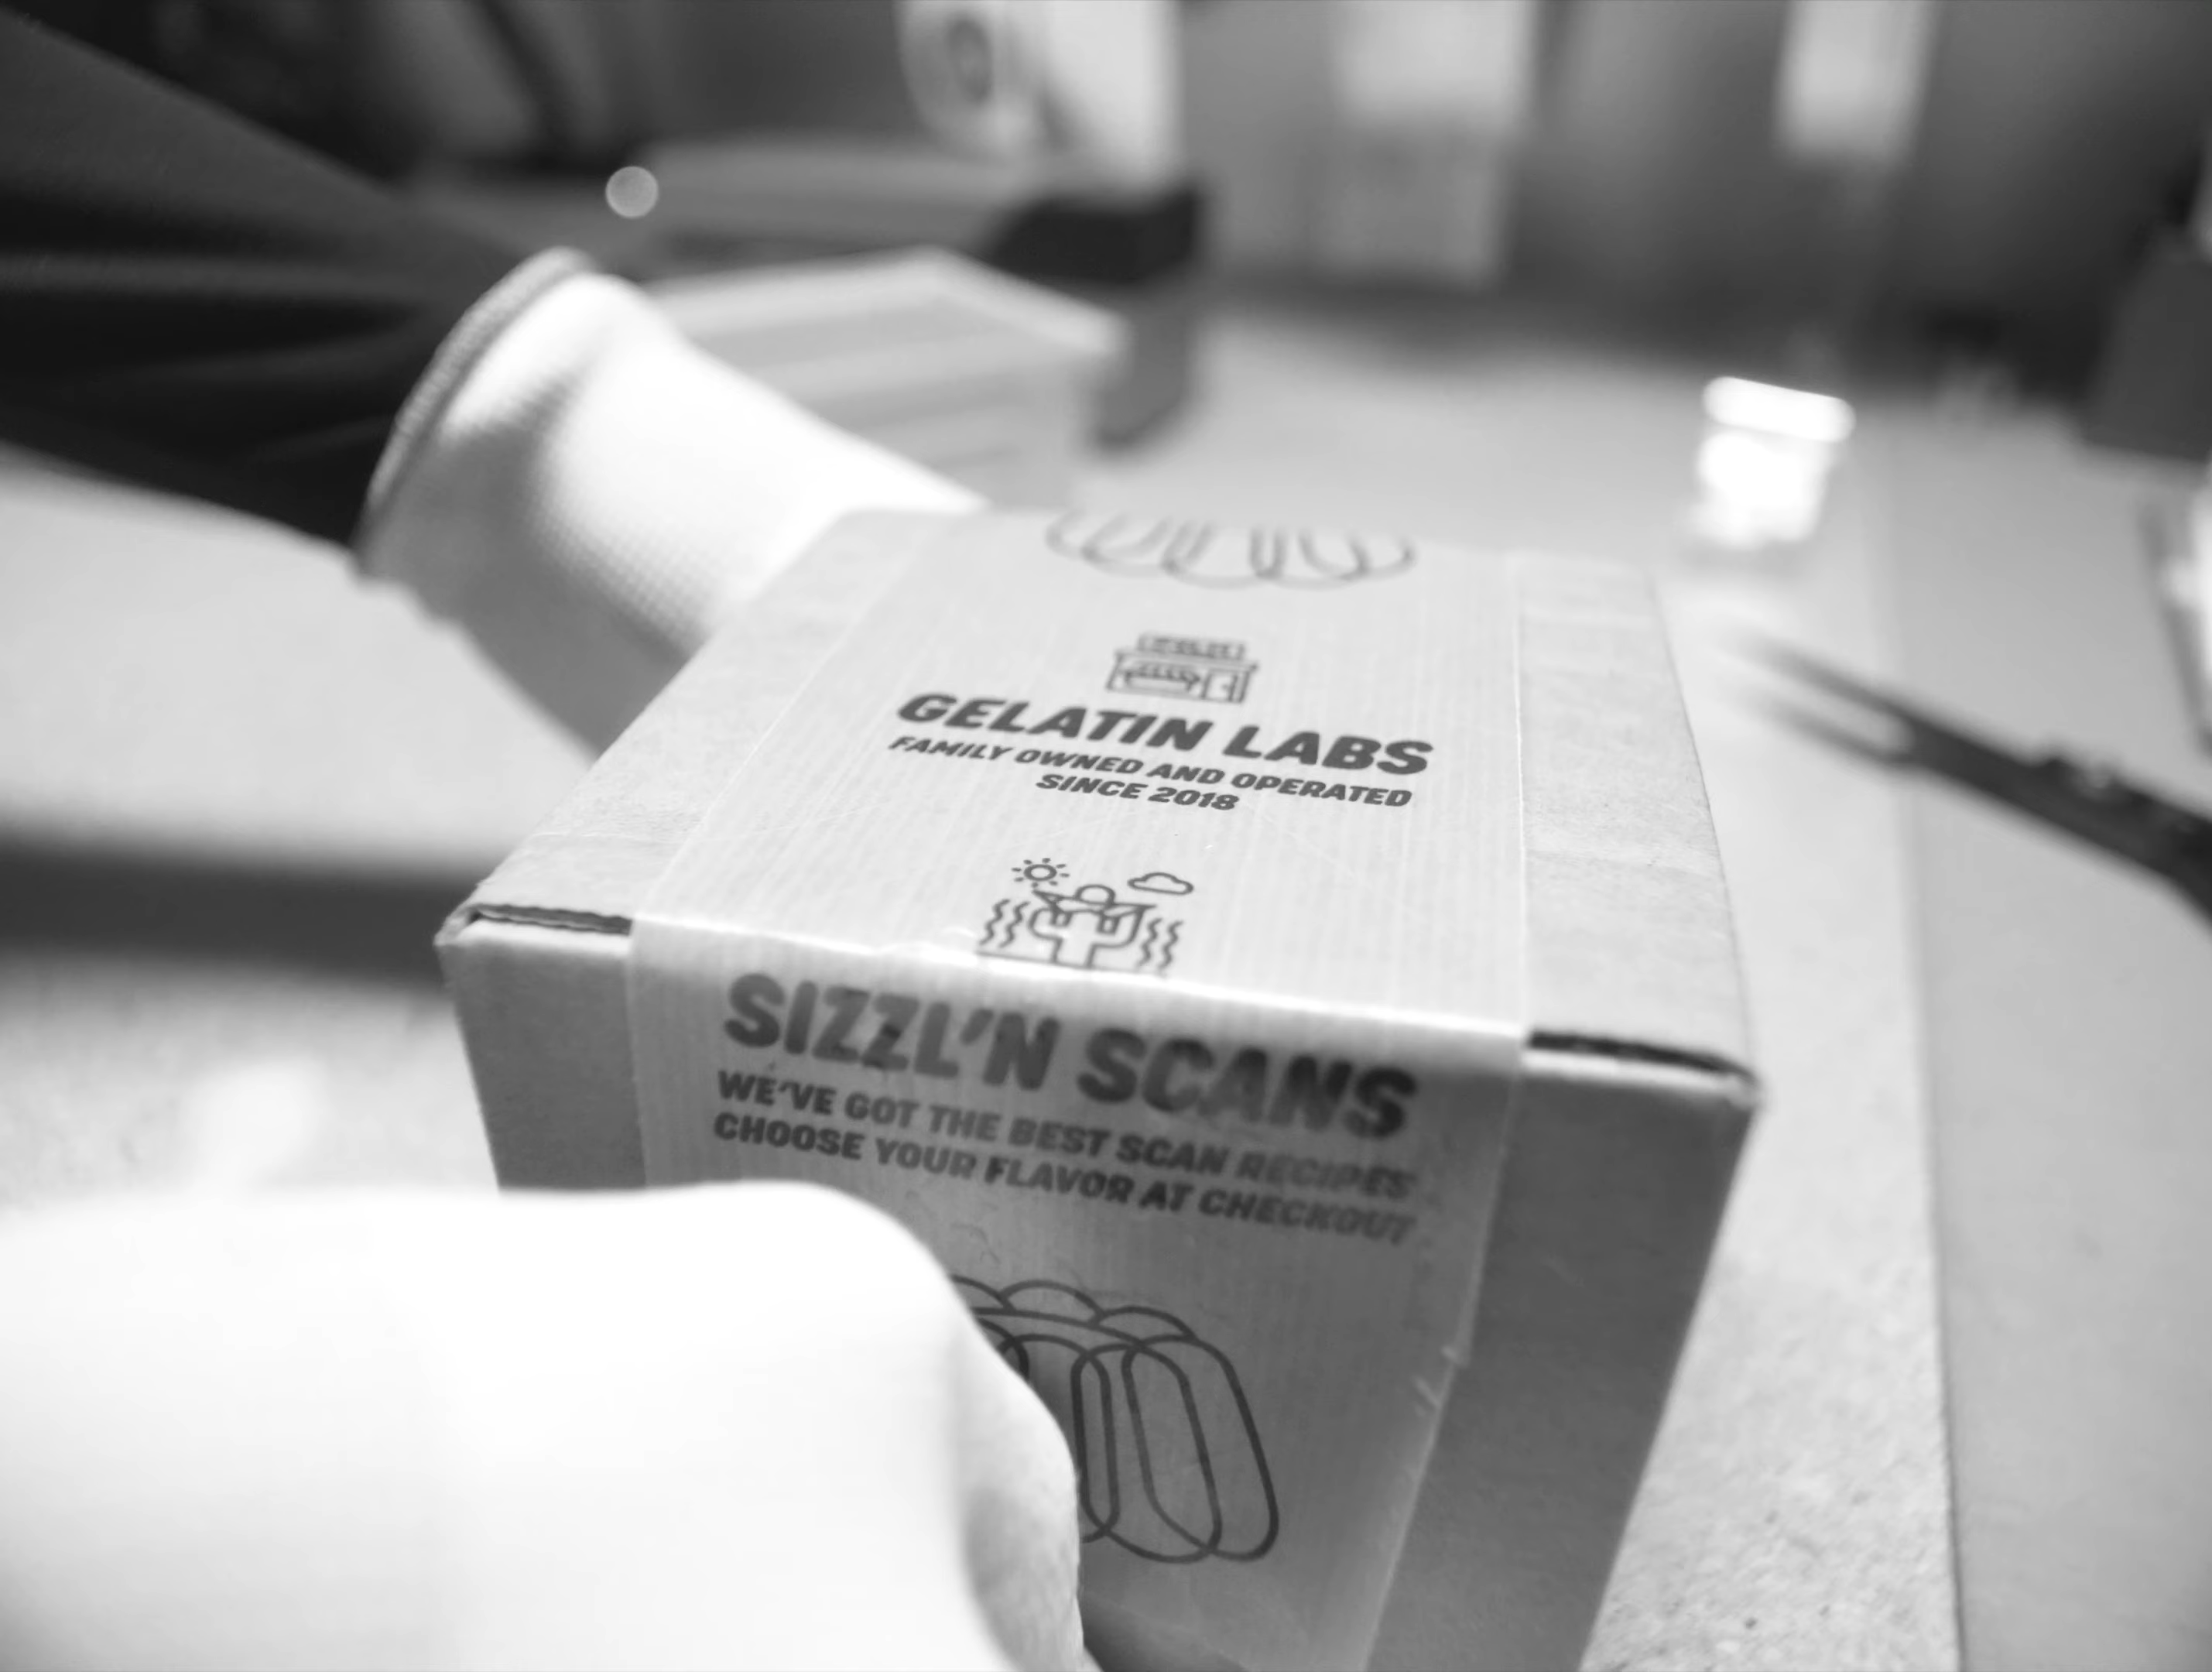 GELATIN LABS
FAMILY OWNED AND OPERATED
SINCE 2018
SIZZL'N SCANS
WE'VE GOT THE BEST SCAN RECIPES
CHOOSE YOUR FLAVOR AT CHECKOUT